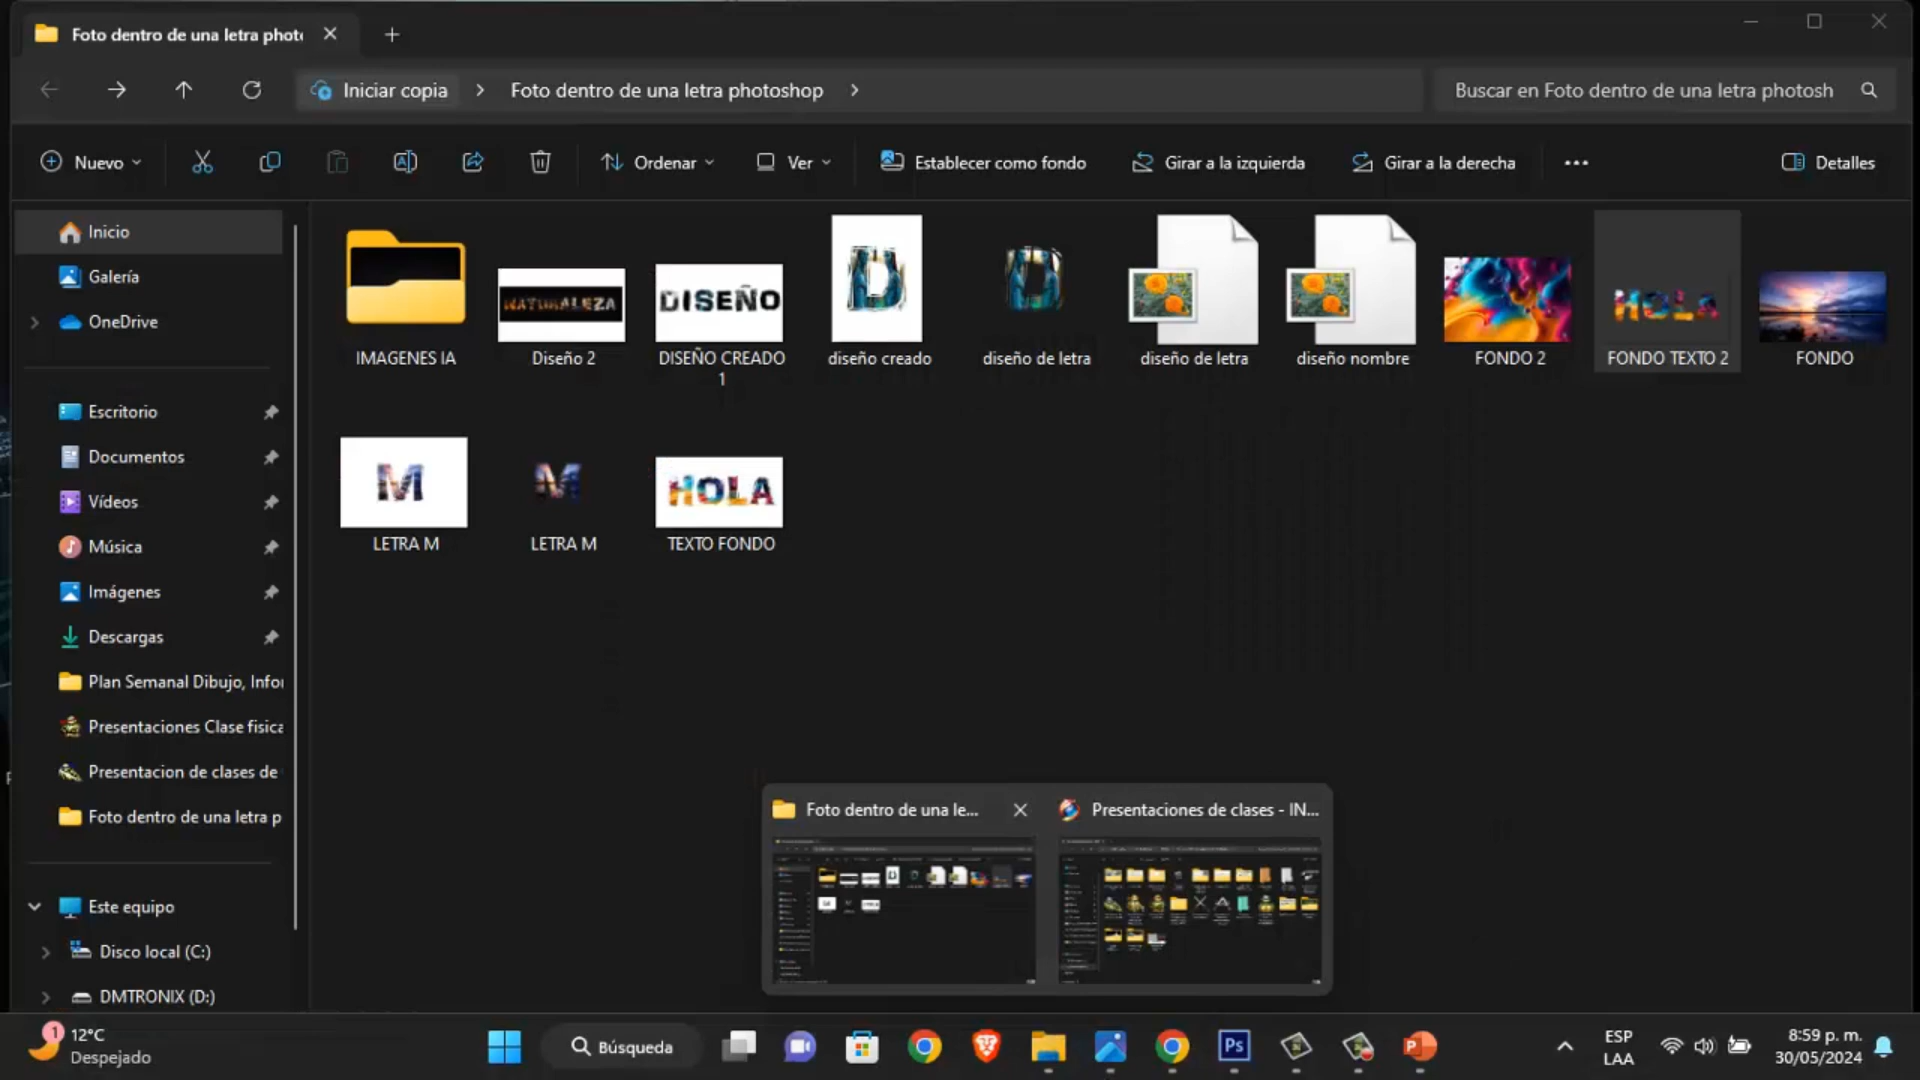 Foto dentro de una letra phot
Iniciar copia
Foto dentro de una letra photoshop
Buscar en Foto dentro de una letra photosh
Nuevo
Ordenar
Ver
Establecer como fondo
Girar a la izquierda
Girar a la derecha
Detalles
Inicio
Galería
OneDrive
Escritorio
Documentos
Vídeos
Música
Imágenes
Descargas
Plan Semanal Dibujo, Infor
Presentaciones Clase fisica
Presentacion de clases de
Foto dentro de una letra p
Este equipo
Disco local (C:)
DMTRONIX (D:)
NATURALEZA
DISEÑO
D
D
HOLA
IMAGENES IA
Diseño 2
DISEÑO CREADO
1
diseño creado
diseño de letra
diseño de letra
diseño nombre
FONDO 2
FONDO TEXTO 2
FONDO
M
M
HOLA
LETRA M
LETRA M
TEXTO FONDO
Foto dentro de una le...
Presentaciones de clases - IN...
1
12°C
Despejado
Búsqueda
Ps
P
ESP
LAA
8:59 p. m.
30/05/2024